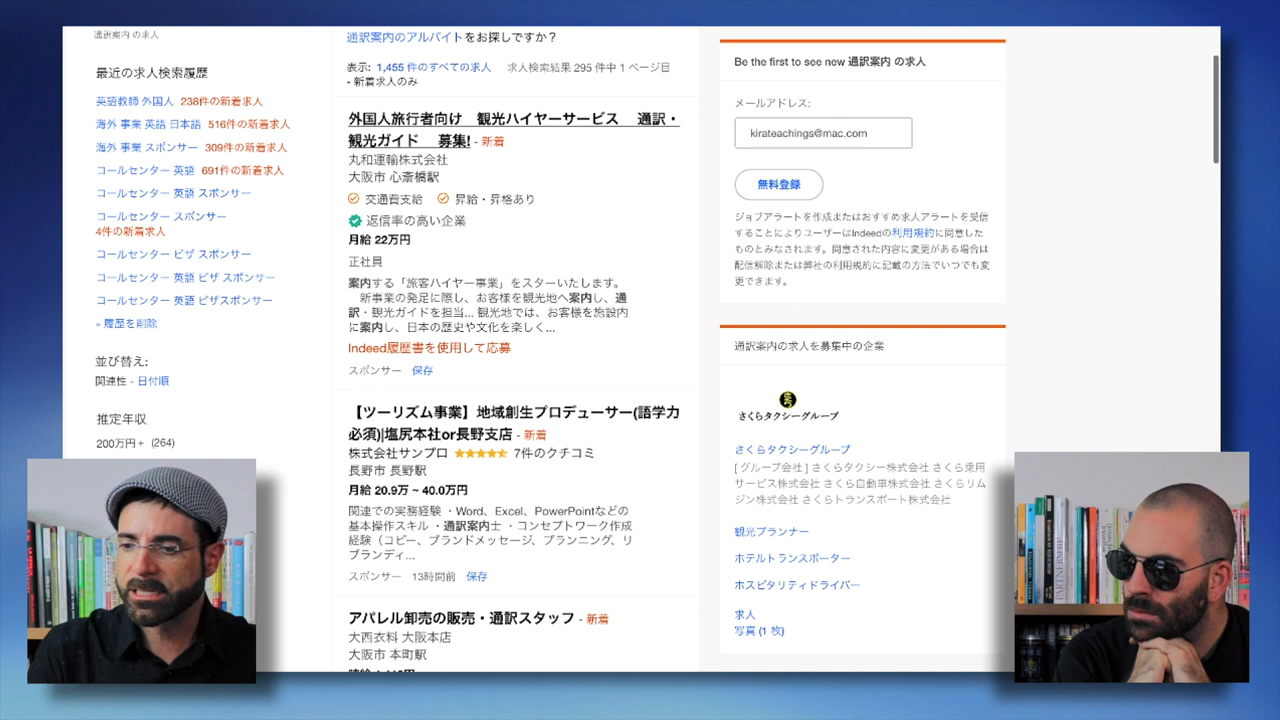 通訳案内 の求人
最近の求人検索履歴
英語教師 外国人 238件の新着求人
海外 事業 英語 日本語 516件の新着求人
海外 事業 スポンサー 309件の新着求人
コールセンター 英語 691件の新着求人
コールセンター 英語 スポンサー
コールセンター スポンサー
4件の新着求人
コールセンター ビザ スポンサー
コールセンター 英語 ビザ スポンサー
コールセンター 英語 ビザスポンサー
» 履歴を削除
並び替え:
関連性 - 日付順
推定年収
200万円+ (264)
通訳案内のアルバイトをお探しですか？
表示: 1,455 件のすべての求人 求人検索結果 295 件中 1 ページ目
- 新着求人のみ
外国人旅行者向け 観光ハイヤーサービス 通訳・
観光ガイド 募集! - 新着
丸和運輸株式会社
大阪市 心斎橋駅
交通費支給 昇給・昇格あり
返信率の高い企業
月給 22万円
正社員
案内する「旅客ハイヤー事業」をスターいたします。
新事業の発足に際し、お客様を観光地へ案内し、通
訳・観光ガイドを担当... 観光地では、お客様を施設内
に案内し、日本の歴史や文化を楽しく...
Indeed履歴書を使用して応募
スポンサー 保存
【ツーリズム事業】地域創生プロデューサー(語学力
必須)|塩尻本社or長野支店 - 新着
株式会社サンプロ 7件のクチコミ
長野市 長野駅
月給 20.9万 ~ 40.0万円
関連での実務経験 ・Word、Excel、PowerPointなどの
基本操作スキル ・通訳案内士 ・コンセプトワーク作成
経験（コピー、ブランドメッセージ、プランニング、リ
ブランディ...
スポンサー 13時間前 保存
アパレル卸売の販売・通訳スタッフ - 新着
大西衣料 大阪本店
大阪市 本町駅
Be the first to see new 通訳案内 の求人
メールアドレス:
kirateachings@mac.com
無料登録
ジョブアラートを作成またはおすすめ求人アラートを受信
することによりユーザーはIndeedの利用規約に同意した
ものとみなされます。同意された内容に変更がある場合は
配信解除または弊社の利用規約に記載の方法でいつでも変
更できます。
通訳案内の求人を募集中の企業
さくらタクシーグループ
さくらタクシーグループ
[ グループ会社 ] さくらタクシー株式会社 さくら乗用
サービス株式会社 さくら自動車株式会社 さくらリム
ジン株式会社 さくらトランスポート株式会社
観光プランナー
ホテルトランスポーター
ホスピタリティドライバー
求人
写真 (1 枚)